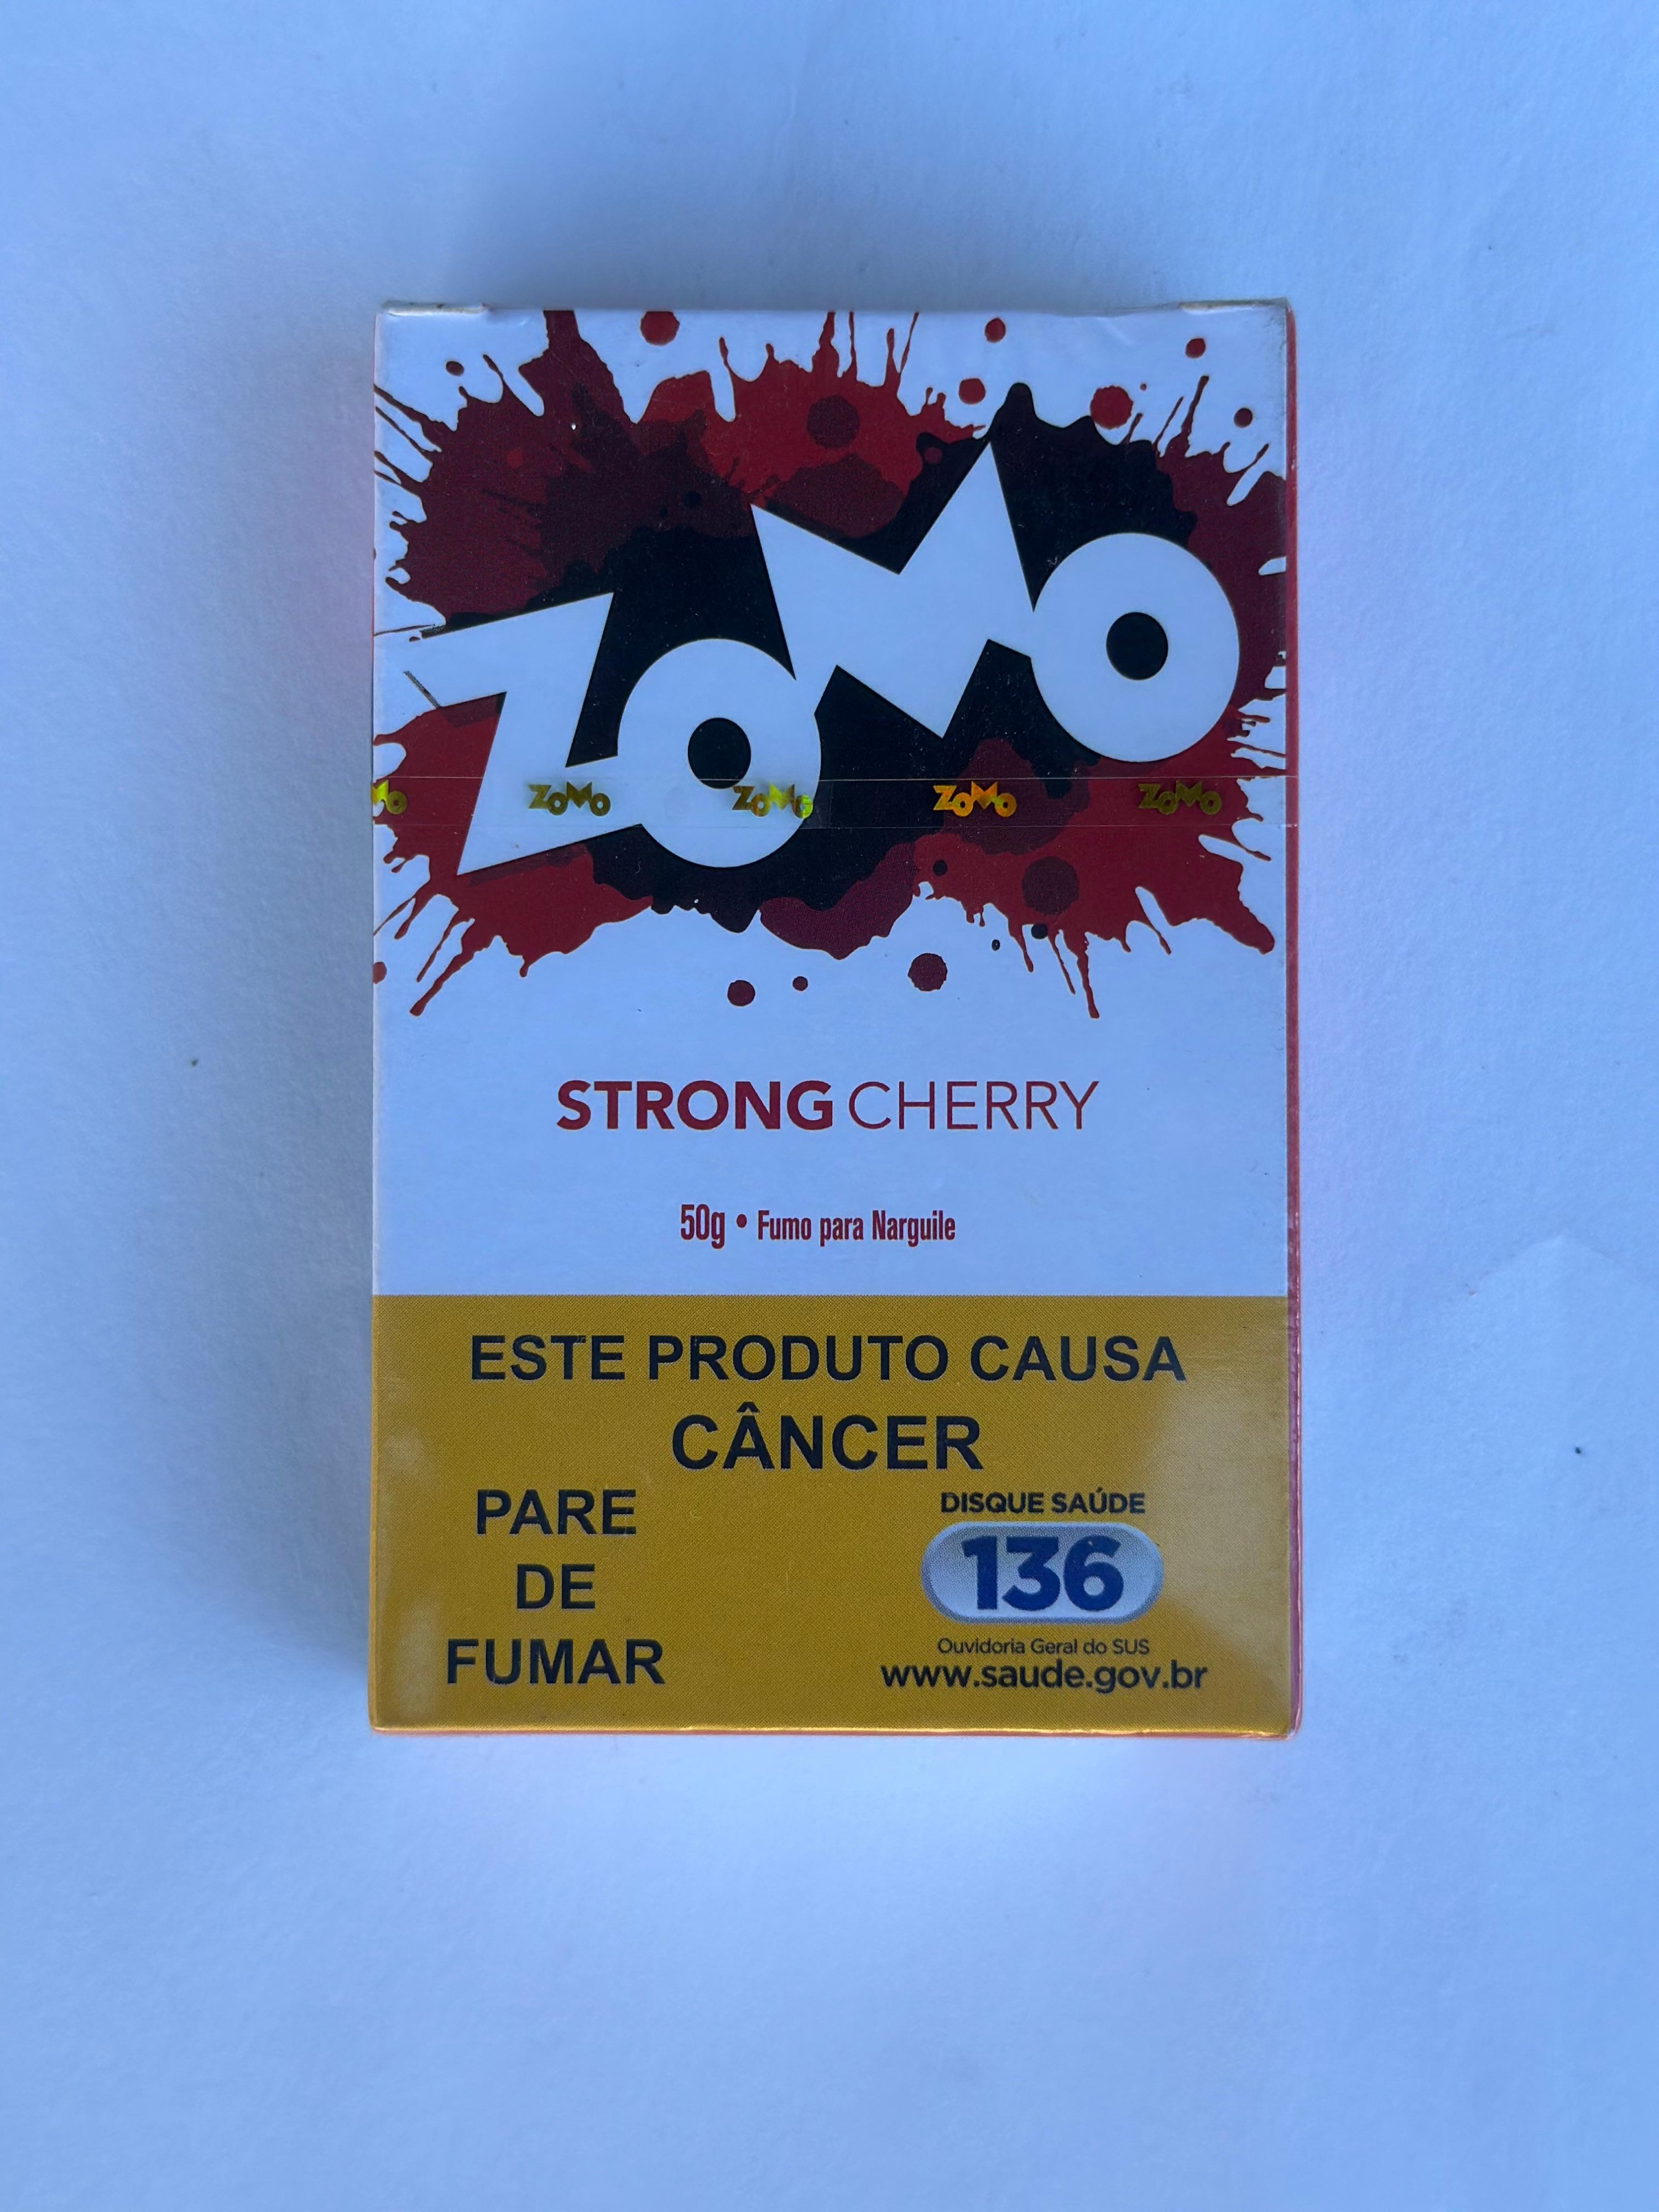 ZOMO
ZOMO ZOMO ZOMO ZOMO
STRONG CHERRY
50g • Fumo para Narguile
ESTE PRODUTO CAUSA
CÂNCER
PARE
DE
FUMAR
DISQUE SAÚDE
136
Ouvidoria Geral do SUS
www.saude.gov.br